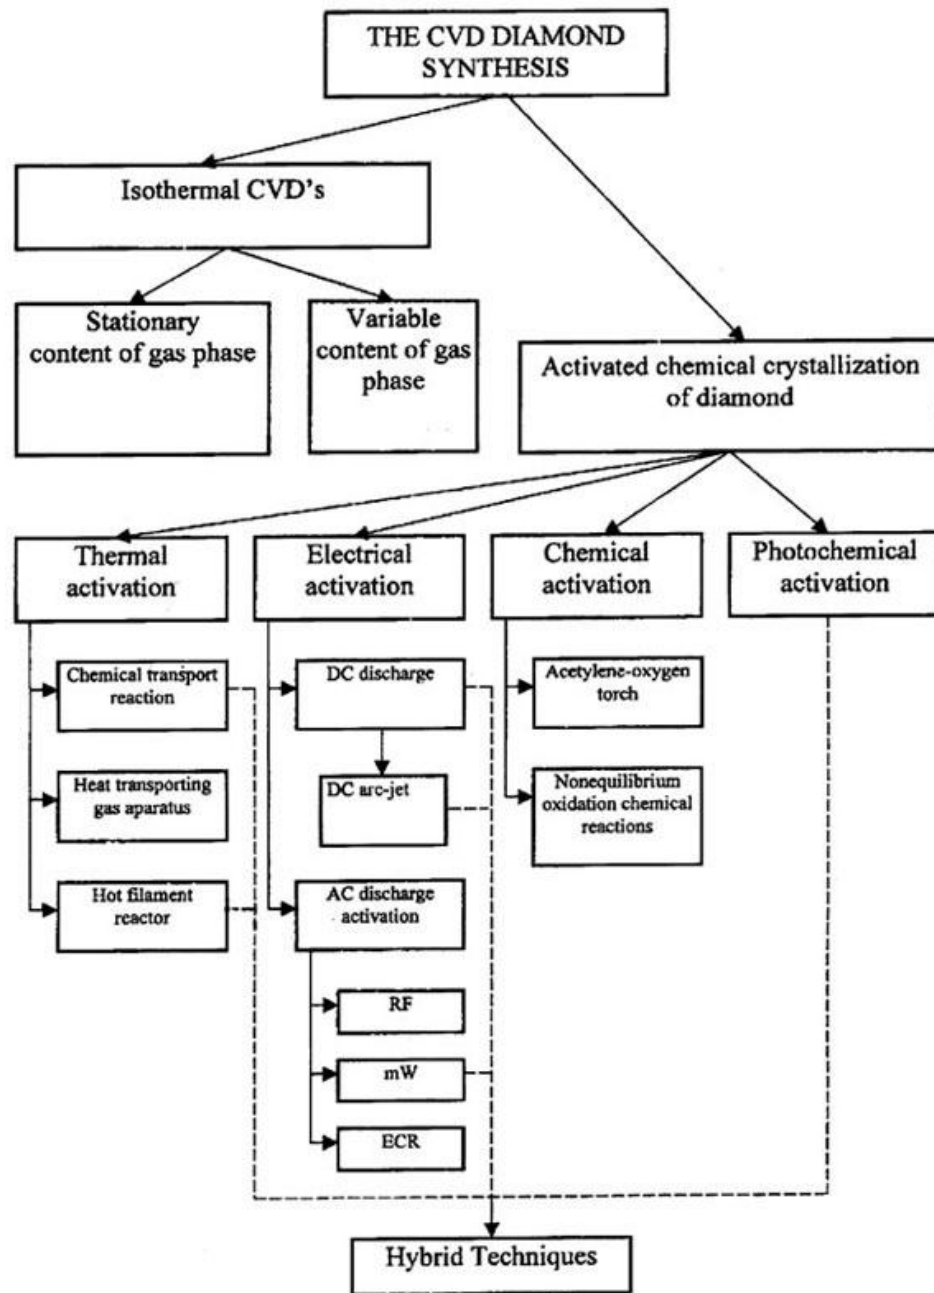 THE CVD DIAMOND
SYNTHESIS
Isothermal CVD's
Stationary
content of gas phase
Variable
content of gas
phase
Activated chemical crystallization
of diamond
Thermal
activation
Electrical
activation
Chemical
activation
Photochemical
activation
Chemical transport
reaction
Heat transporting
gas aparatus
Hot filament
reactor
DC discharge
DC arc-jet
AC discharge
activation
RF
mW
ECR
Acetylene-oxygen
torch
Nonequilibrium
oxidation chemical
reactions
Hybrid Techniques